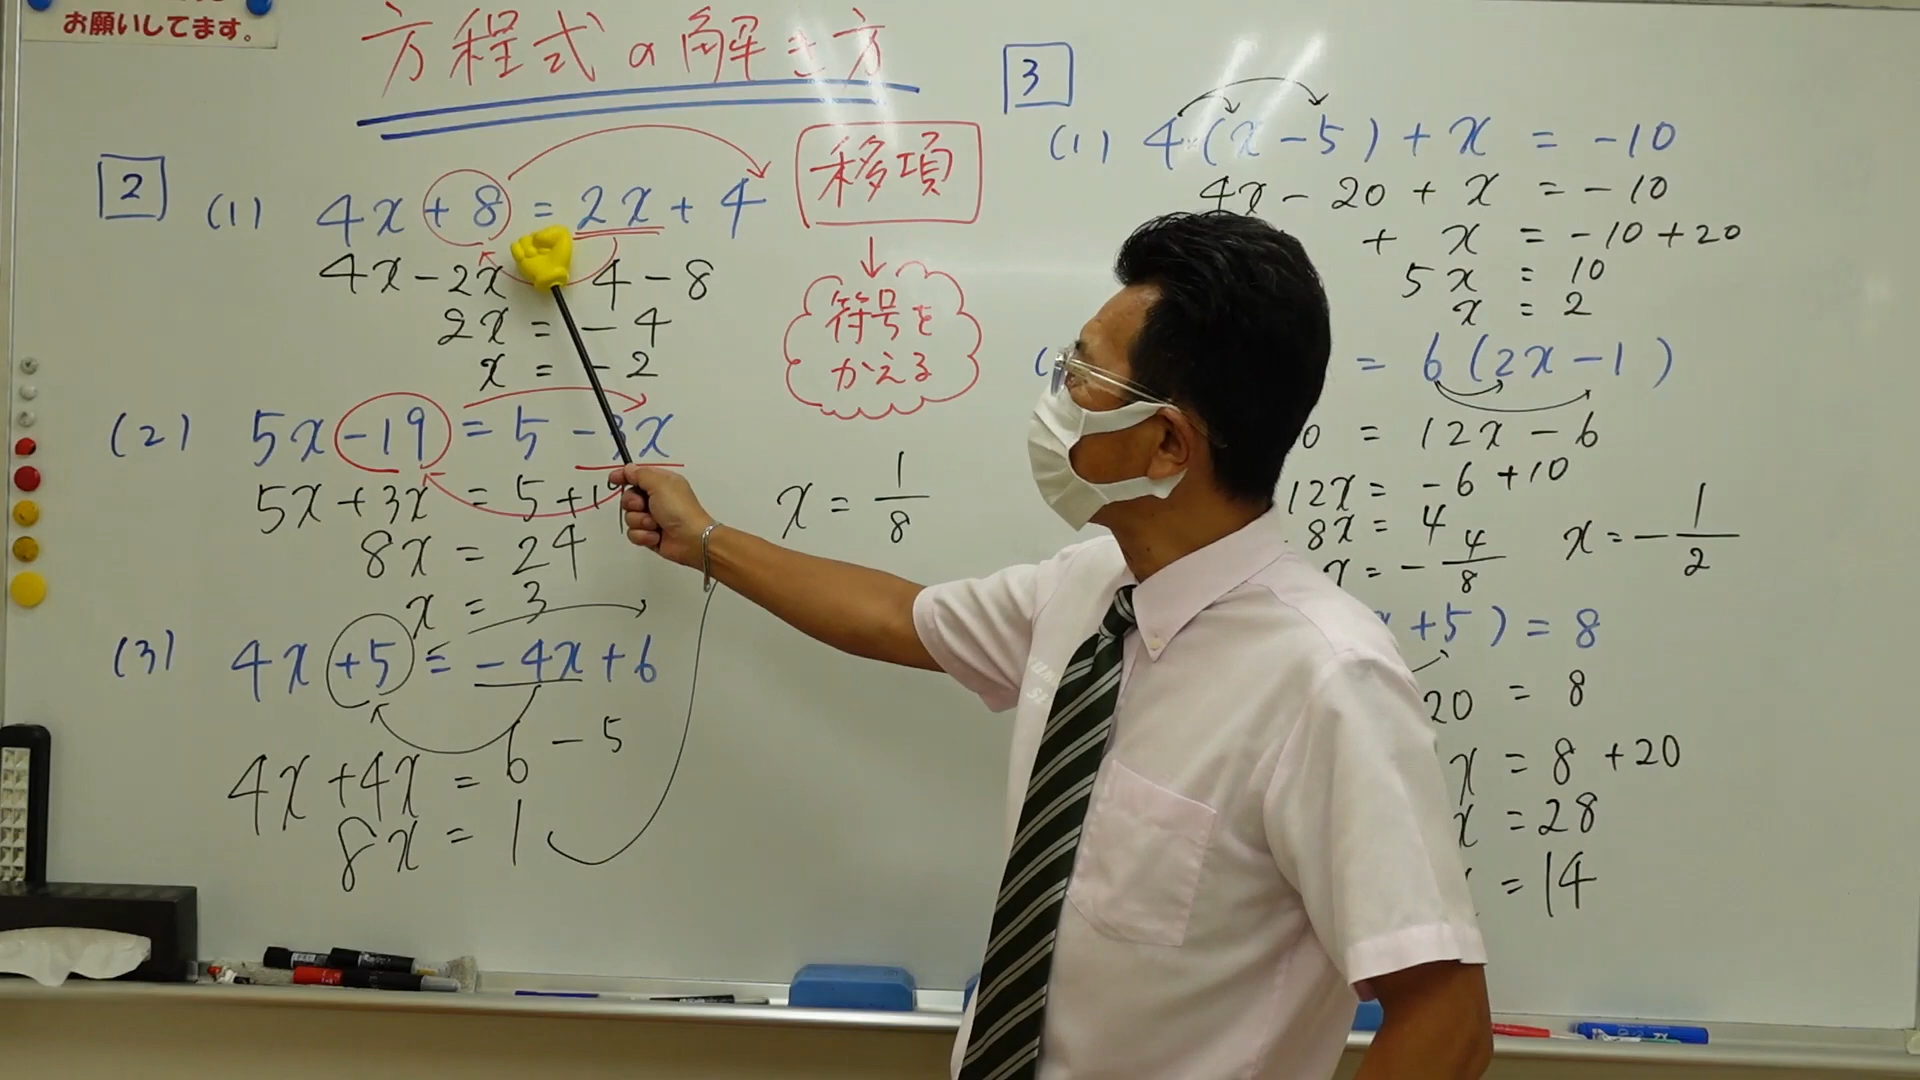 お願いしてます。
方程式の解き方
2
(1) 4x + 8 = 2x + 4
4x - 2x 4 - 8
2x = - 4
x = - 2
移項
符号を
かえる
(2) 5x - 19 = 5 - 3x
5x + 3x = 5 + 19
8x = 24
x = 3
(3) 4x + 5 = - 4x + 6
4x + 4x = 6 - 5
8x = 1
x = 1/8
3
(1) 4 (x - 5) + x = - 10
4x - 20 + x = - 10
+ x = - 10 + 20
5x = 10
x = 2
( = 6 (2x - 1)
0 = 12x - 6
12x = - 6 + 10
8x = 4
x = - 4/8
x = - 1/2
x + 5) = 8
20 = 8
x = 8 + 20
x = 28
= 14